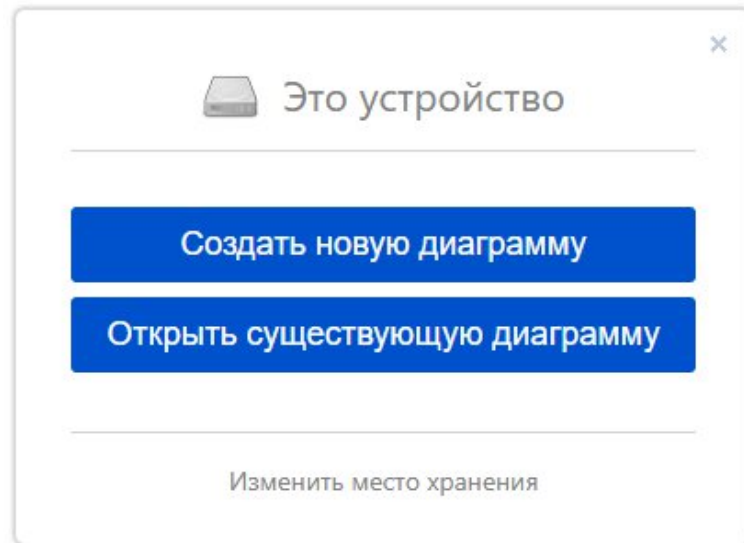 Это устройство
Создать новую диаграмму
Открыть существующую диаграмму
Изменить место хранения